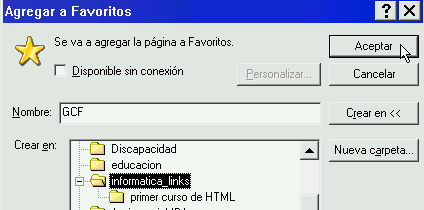 Agregar a Favoritos
Se va a agregar la página a Favoritos.
Aceptar
Disponible sin conexión
Personalizar...
Cancelar
Nombre: GCF
Crear en <<
Crear en:
Discapacidad
educacion
informatica_links
primer curso de HTML
Nueva carpeta...